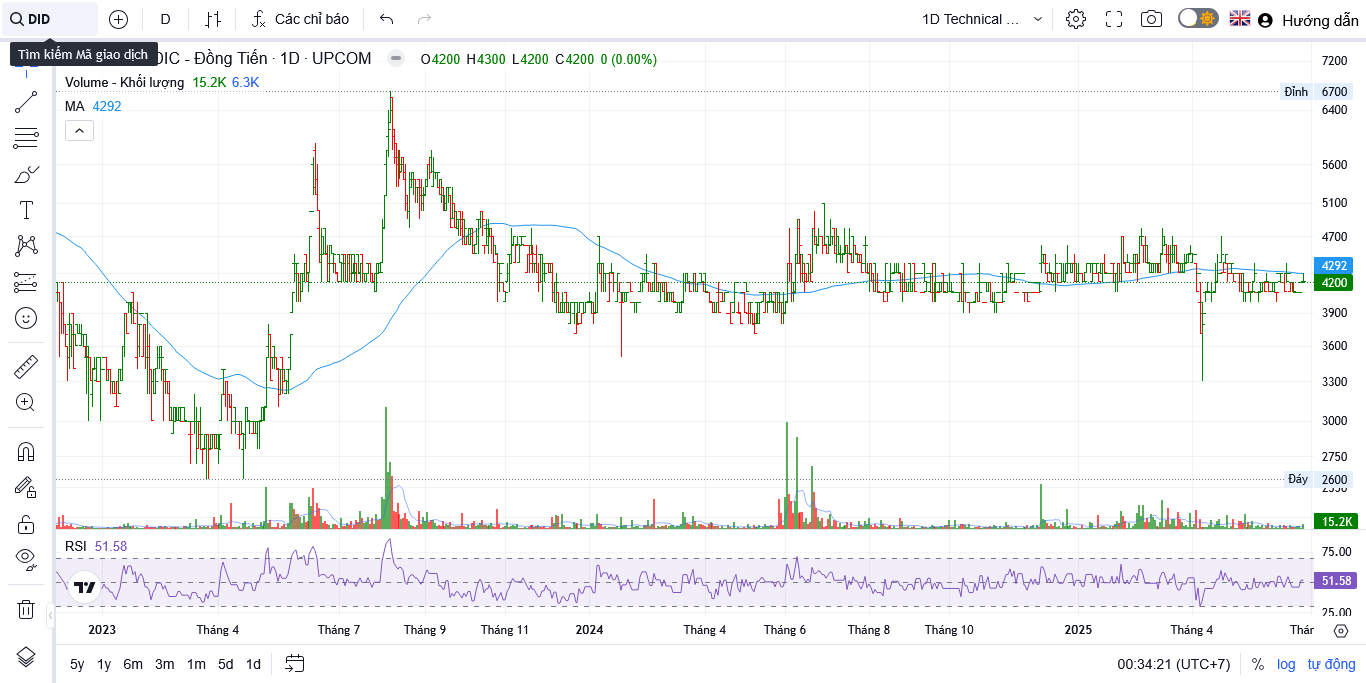 DID
D
Các chỉ báo
1D Technical ...
Hướng dẫn
Tìm kiếm Mã giao dịch
DIC - Đồng Tiến · 1D · UPCOM
O4200 H4300 L4200 C4200 0 (0.00%)
Volume - Khối lượng 15.2K 6.3K
MA 4292
7200
Đỉnh 6700
6400
5600
5100
4700
4292
4200
3900
3600
3300
3000
2750
Đáy 2600
2550
15.2K
RSI 51.58
75.00
51.58
25.00
2023 Tháng 4 Tháng 7 Tháng 9 Tháng 11 2024 Tháng 4 Tháng 6 Tháng 8 Tháng 10 2025 Tháng 4 Thár
5y 1y 6m 3m 1m 5d 1d
00:34:21 (UTC+7) % log tự động